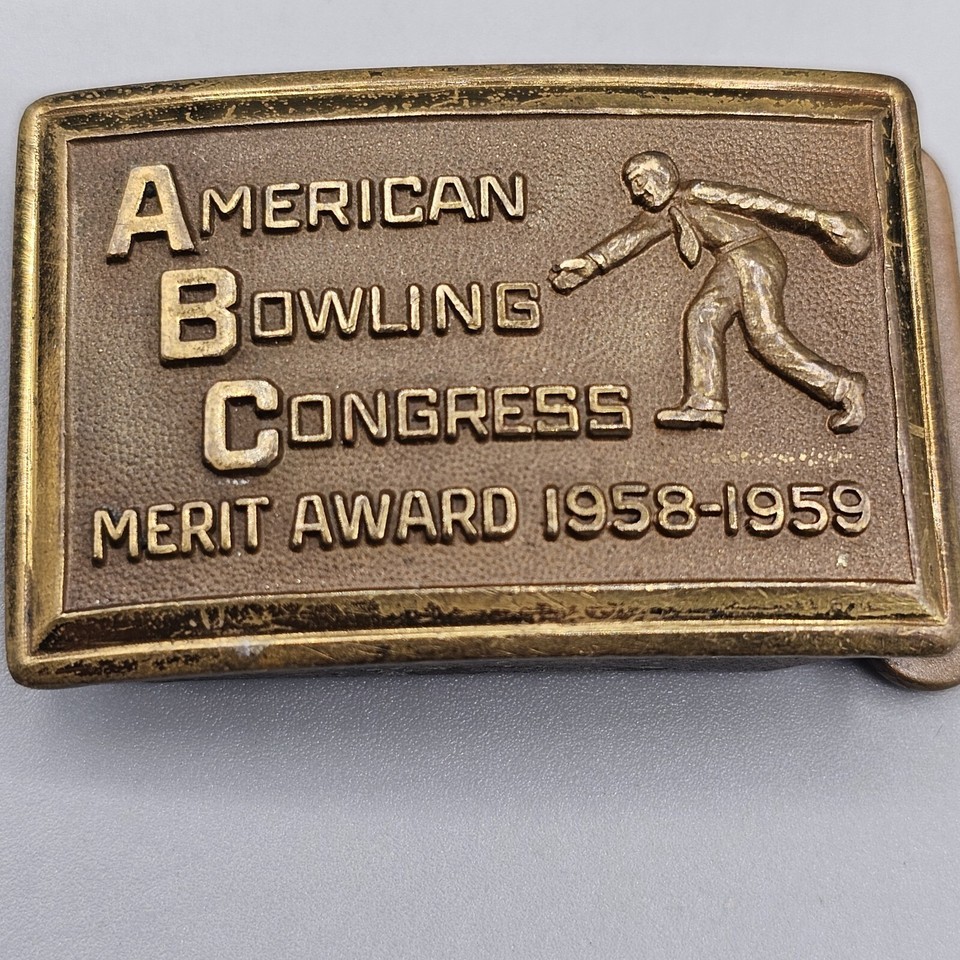 AMERICAN
BOWLING
CONGRESS
MERIT AWARD 1958-1959